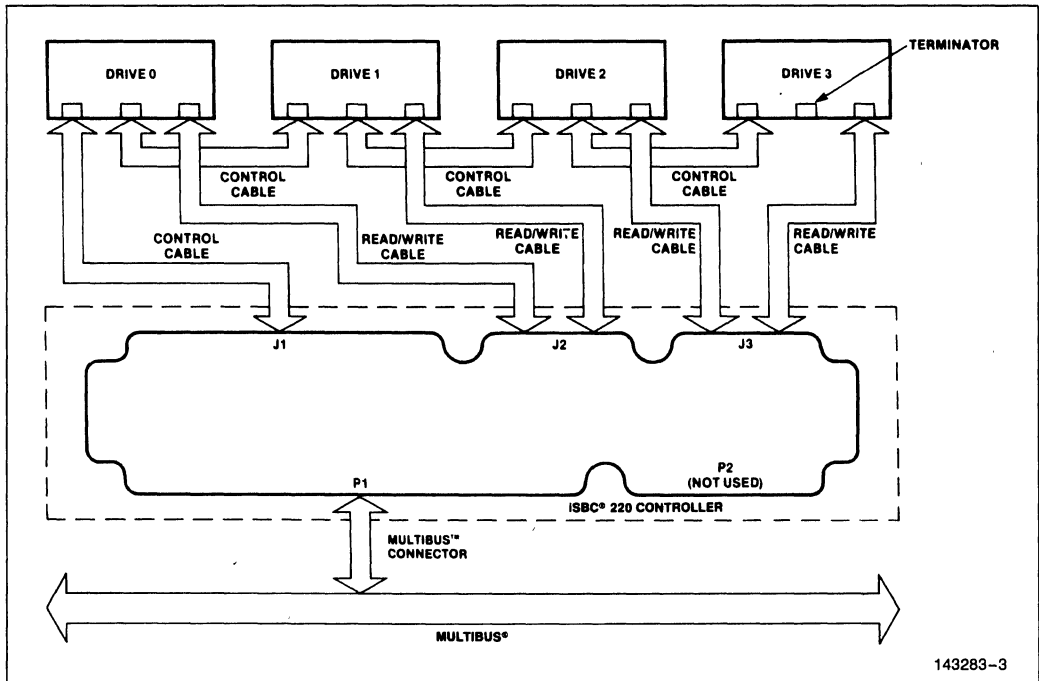 DRIVE 0
DRIVE 1
DRIVE 2
DRIVE 3
TERMINATOR
CONTROL
CABLE
CONTROL
CABLE
CONTROL
CABLE
CONTROL
CABLE
READ/WRITE
CABLE
READ/WRITE
CABLE
READ/WRITE
CABLE
READ/WRITE
CABLE
J1
J2
J3
P1
P2
(NOT USED)
iSBC® 220 CONTROLLER
MULTIBUS™
CONNECTOR
MULTIBUS®
143283-3